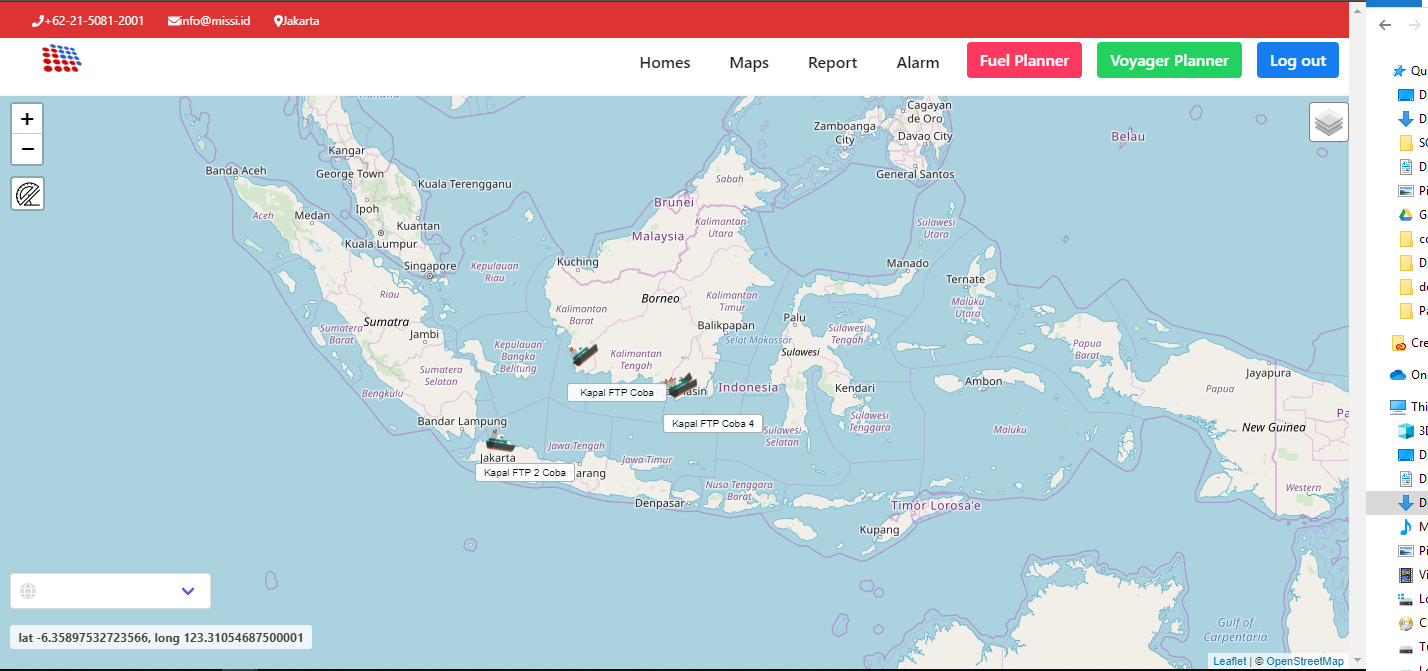 +62-21-5081-2001 info@missi.id Jakarta
Homes Maps Report Alarm Fuel Planner Voyager Planner Log out
+
−
Thailand
Cagayan
de Oro
Zamboanga
City
Davao City
Belau
General Santos
Kangar
George Town
Banda Aceh
Kuala Terengganu
Sabah
Ipoh
Aceh
Medan
Brunei
Kuantan
Kalimantan
Utara
Sulawesi
Utara
Kuala Lumpur
Malaysia
Singapore
Kepulauan
Riau
Kuching
Manado
Ternate
Riau
Borneo
Kalimantan
Timur
Maluku
Utara
Kalimantan
Barat
Sumatera
Barat
Sumatra
Jambi
Balikpapan
Palu
Sulawesi
Tengah
Selat Makassar
Kepulauan
Bangka
Belitung
Kalimantan
Tengah
Sulawesi
Papua
Barat
Sumatera
Selatan
Jayapura
Bengkulu
Kapal FTP Coba
asin
Indonesia
Kendari
Ambon
Papua
Pa
Bandar Lampung
Kapal FTP Coba 4
Sulawesi
Selatan
Sulawesi
Tenggara
Maluku
New Guinea
Jakarta
Jawa Tengah
Jawa Timur
Kapal FTP 2 Coba
arang
Nusa Tenggara
Barat
Western
Denpasar
Timór Lorosa'e
Kupang
Gulf of
Carpentaria
lat -6.35897532723566, long 123.31054687500001
Leaflet | © OpenStreetMap
Qu
D
D
SC
D
Pi
G
co
D
de
Pa
Cre
On
Thi
3D
D
D
D
M
Pi
Vi
Lo
C
Tr